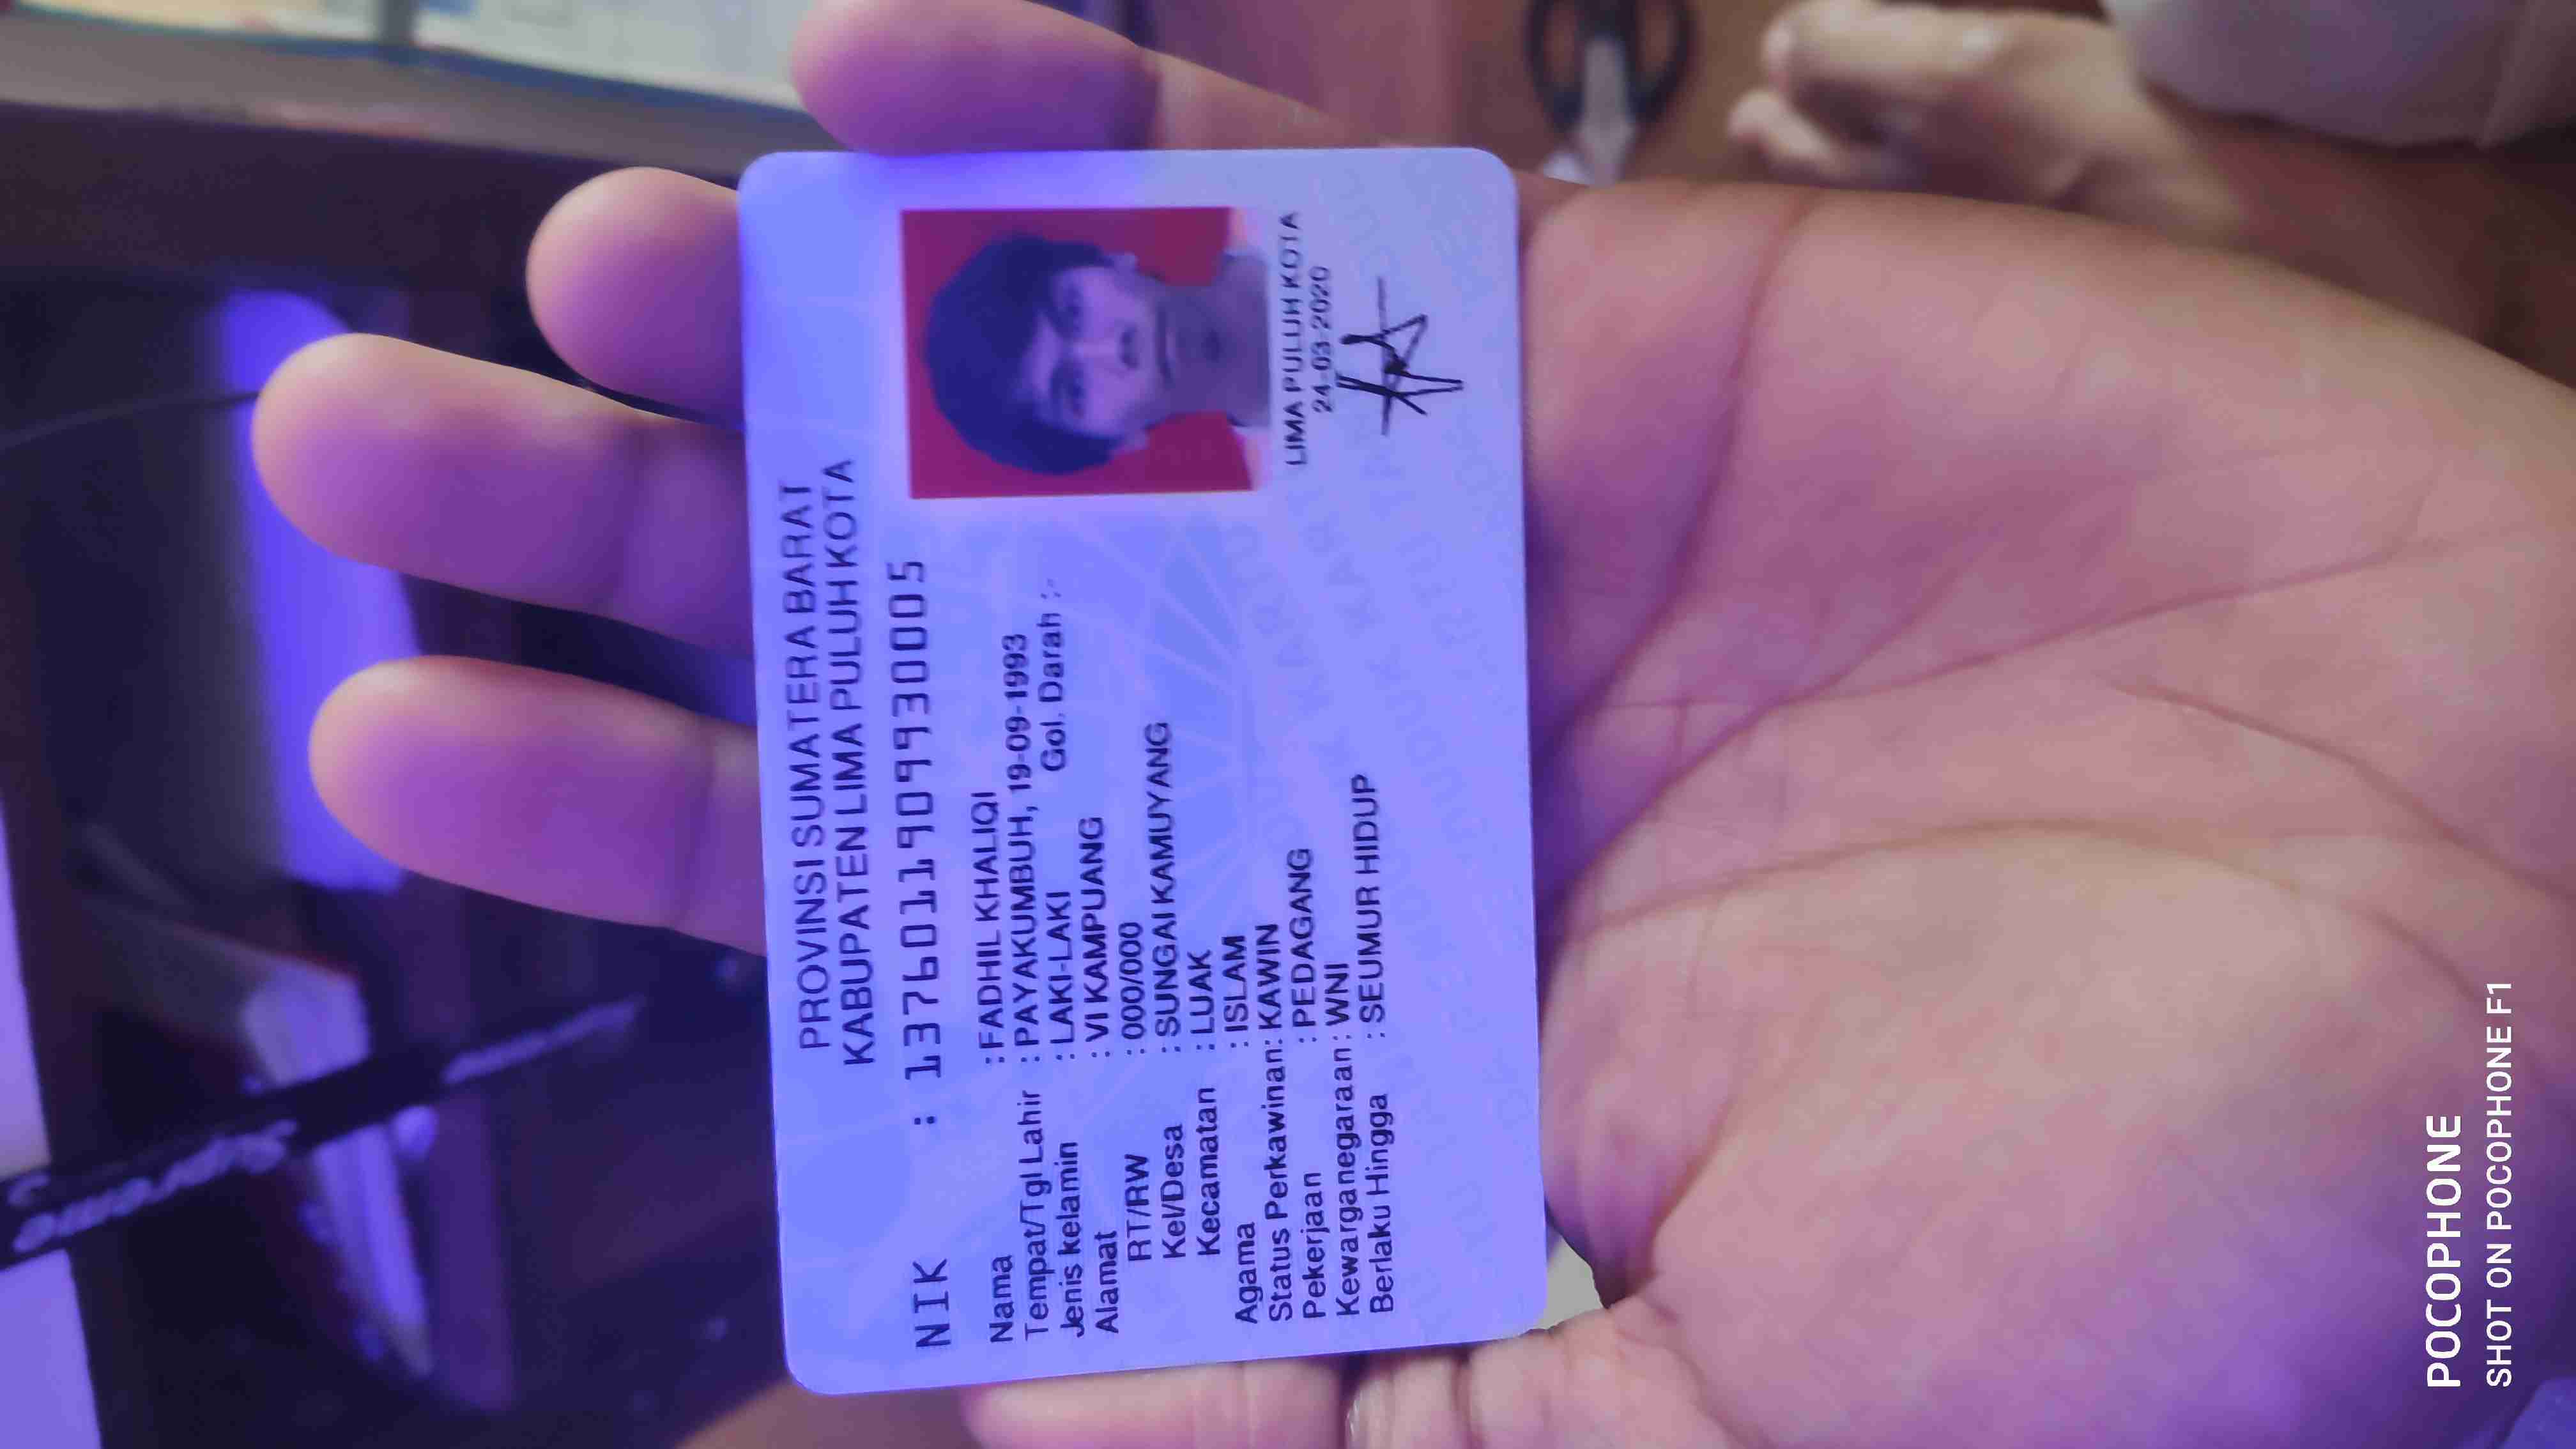 PROVINSI SUMATERA BARAT
KABUPATEN LIMA PULUH KOTA
NIK : 1376011909930005
Nama : FADHIL KHALIQI
Tempat/Tgl Lahir : PAYAKUMBUH, 19-09-1993
Jenis kelamin : LAKI-LAKI Gol. Darah :-
Alamat : VI KAMPUANG
RT/RW : 000/000
Kel/Desa : SUNGAI KAMUYANG
Kecamatan : LUAK
Agama : ISLAM
Status Perkawinan: KAWIN
Pekerjaan : PEDAGANG
Kewarganegaraan: WNI
Berlaku Hingga : SEUMUR HIDUP
LIMA PULUH KOTA
24-03-2020
POCOPHONE
SHOT ON POCOPHONE F1